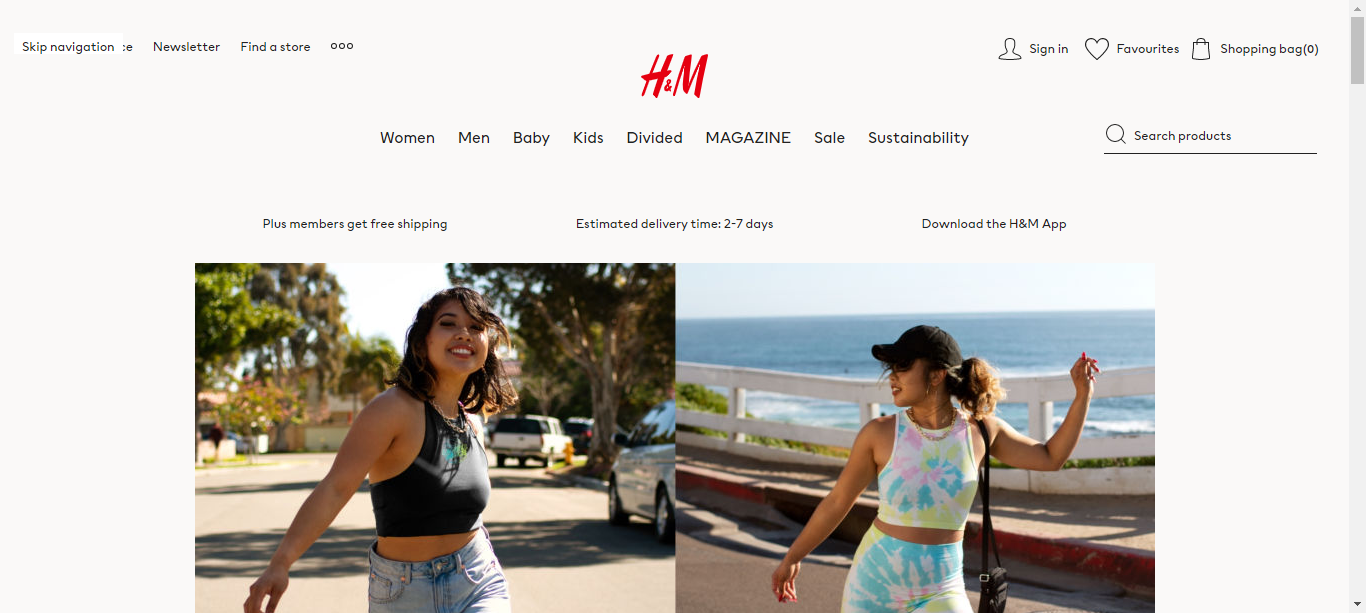 Skip navigation ce Newsletter Find a store
Sign in Favourites Shopping bag(0)
H&M
Women Men Baby Kids Divided MAGAZINE Sale Sustainability
Search products
Plus members get free shipping Estimated delivery time: 2-7 days Download the H&M App